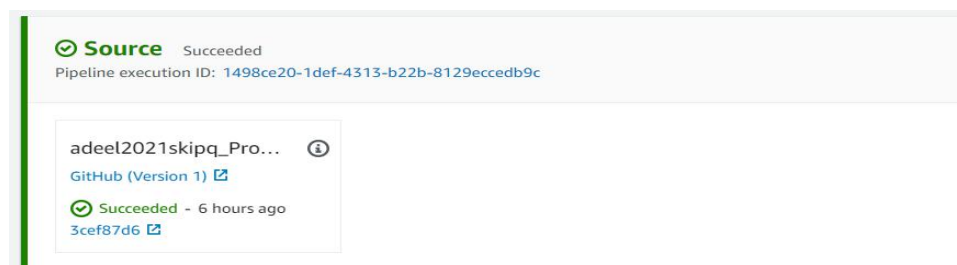 Source Succeeded
Pipeline execution ID: 1498ce20-1def-4313-b22b-8129eccedb9c
adeel2021skipq_Pro...
GitHub (Version 1)
Succeeded - 6 hours ago
3cef87d6